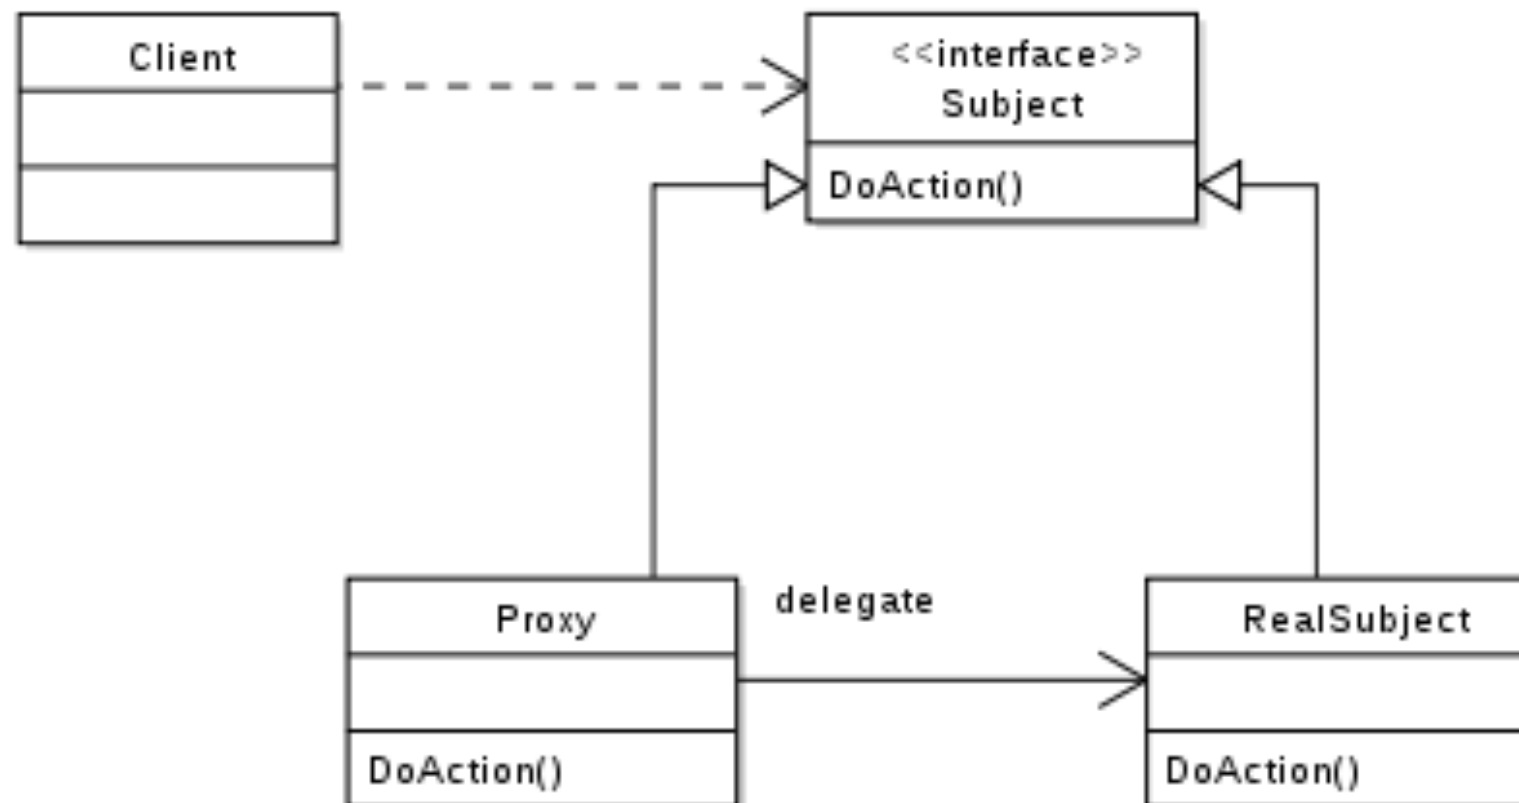 Client
<<interface>>
Subject
DoAction()
Proxy
delegate
RealSubject
DoAction()
DoAction()